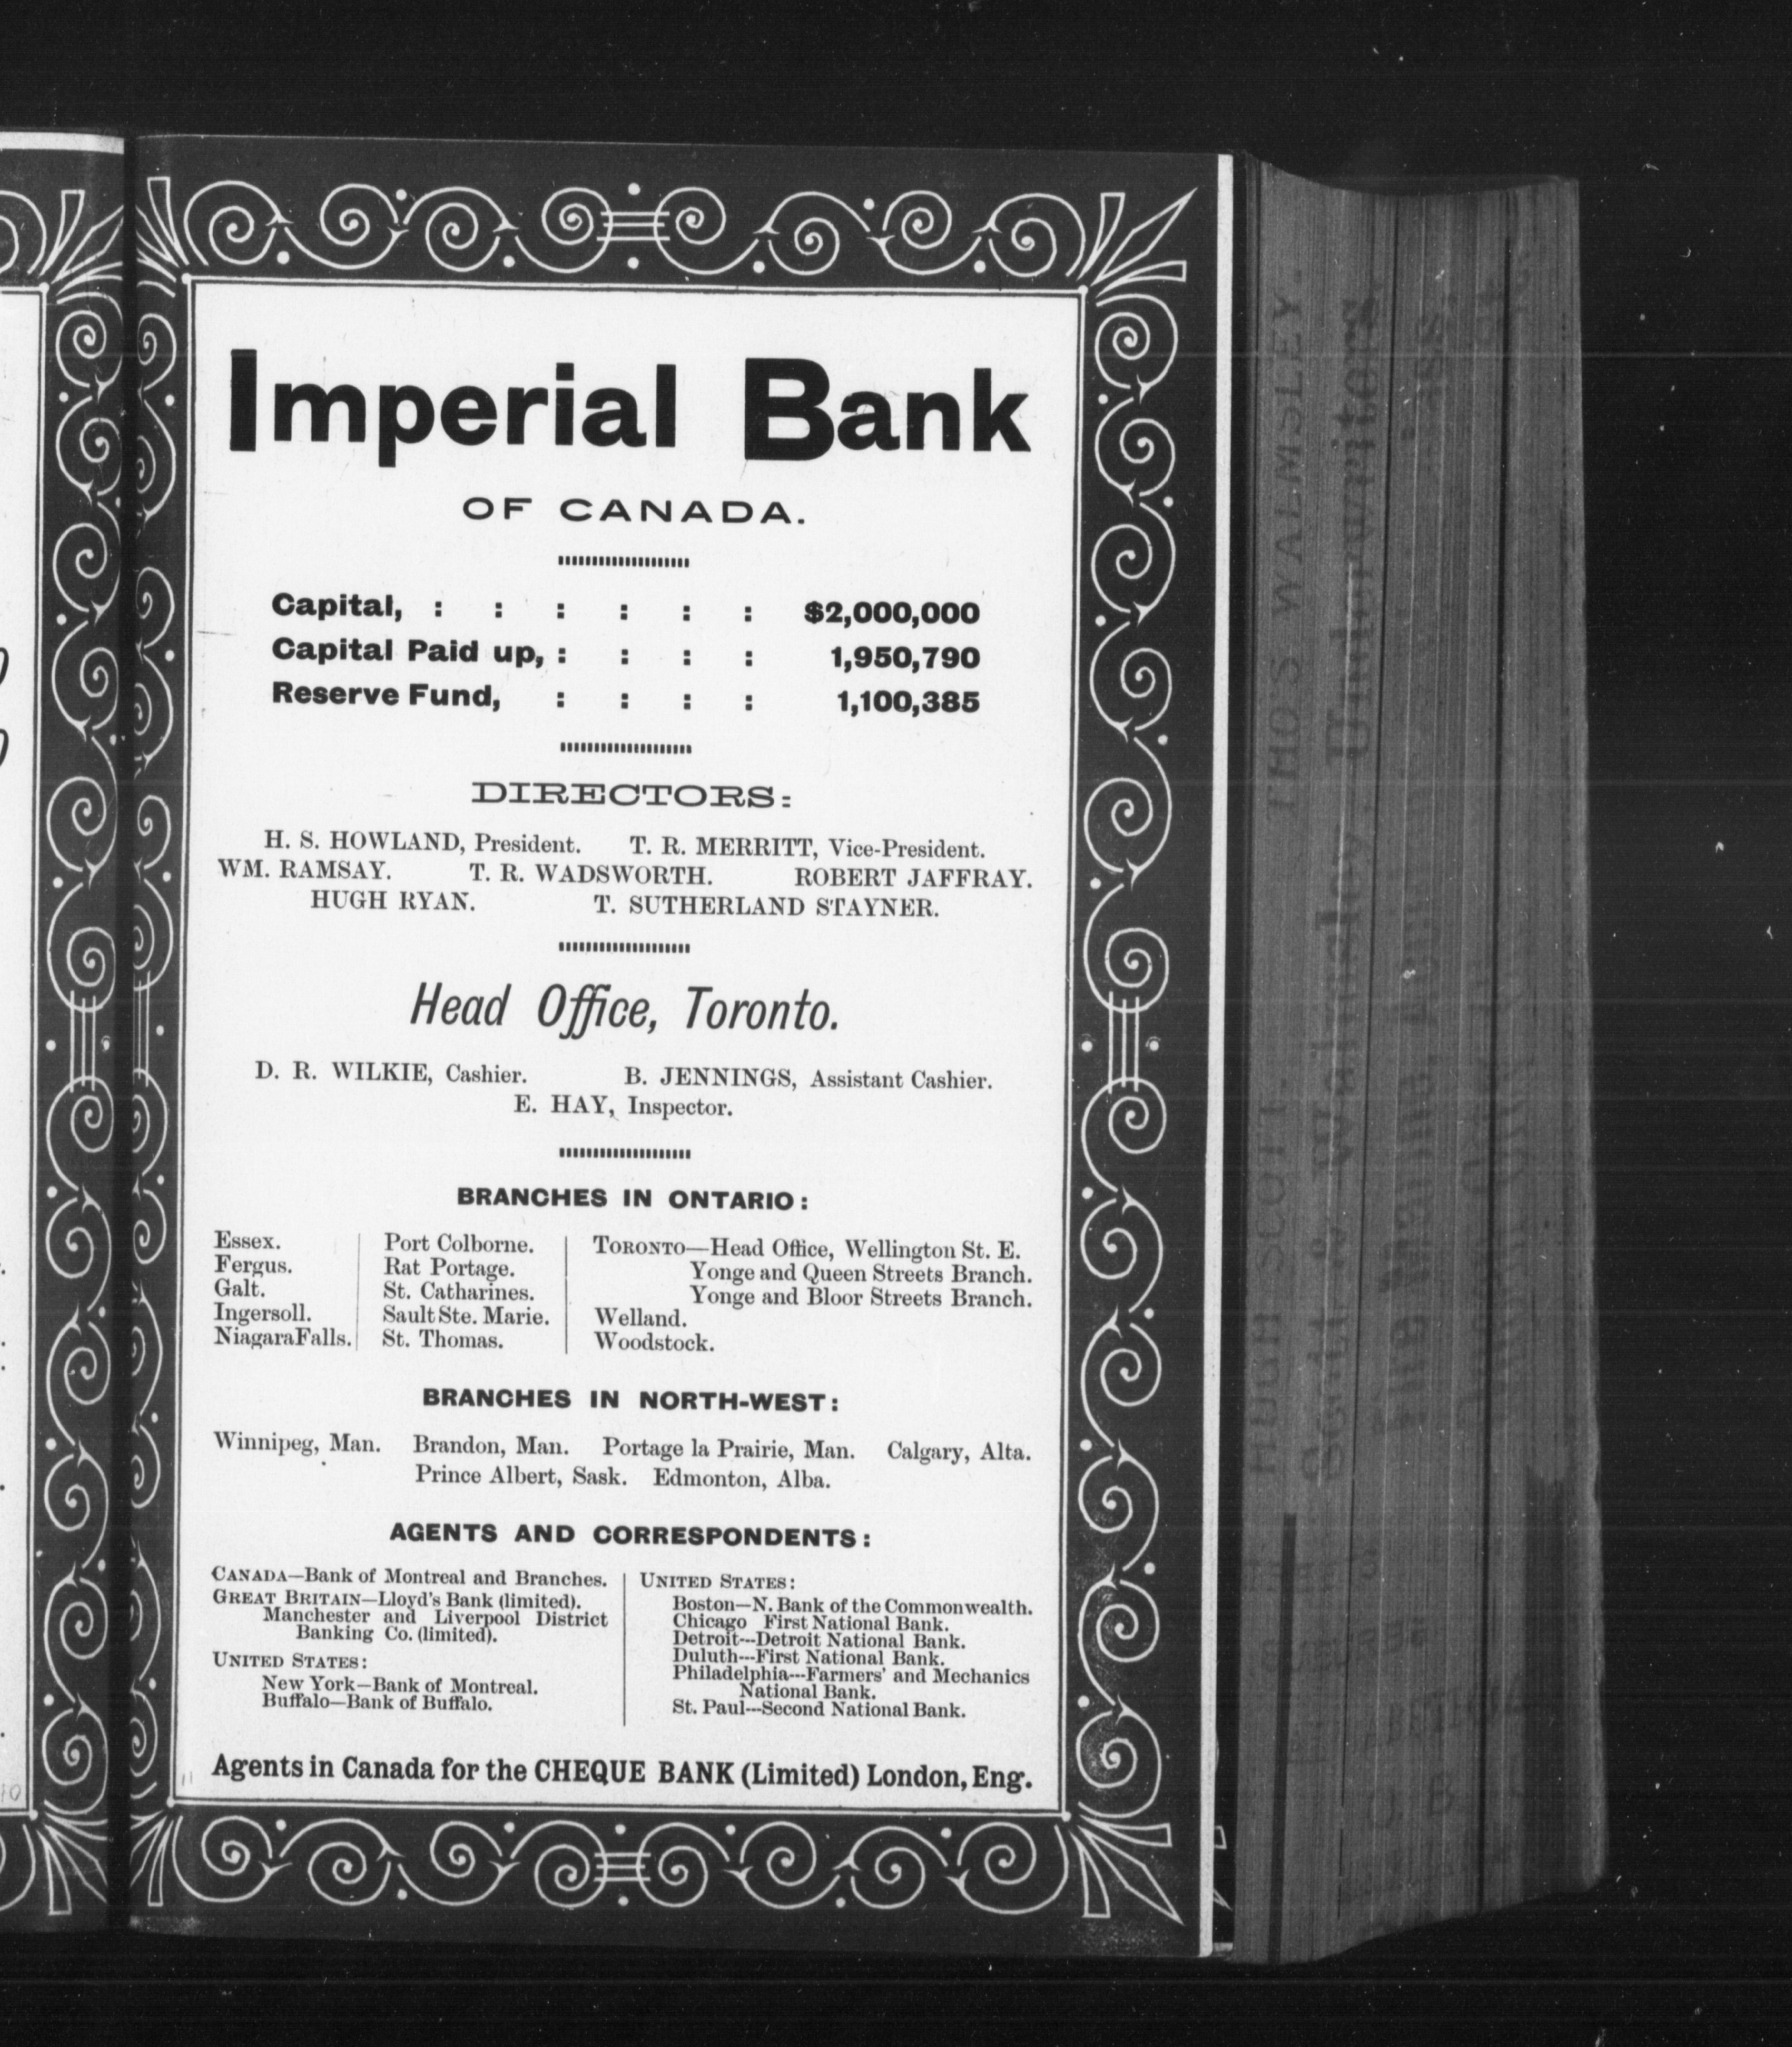 Imperial Bank
OF CANADA.
Capital, : : : : : : $2,000,000
Capital Paid up, : : : : 1,950,790
Reserve Fund, : : : : 1,100,385
DIRECTORS:
H. S. HOWLAND, President. T. R. MERRITT, Vice-President.
WM. RAMSAY. T. R. WADSWORTH. ROBERT JAFFRAY.
HUGH RYAN. T. SUTHERLAND STAYNER.
Head Office, Toronto.
D. R. WILKIE, Cashier. B. JENNINGS, Assistant Cashier.
E. HAY, Inspector.
BRANCHES IN ONTARIO:
Essex.
Fergus.
Galt.
Ingersoll.
Niagara Falls.
Port Colborne.
Rat Portage.
St. Catharines.
Sault Ste. Marie.
St. Thomas.
TORONTO—Head Office, Wellington St. E.
Yonge and Queen Streets Branch.
Yonge and Bloor Streets Branch.
Welland.
Woodstock.
BRANCHES IN NORTH-WEST:
Winnipeg, Man. Brandon, Man. Portage la Prairie, Man. Calgary, Alta.
Prince Albert, Sask. Edmonton, Alba.
AGENTS AND CORRESPONDENTS:
CANADA—Bank of Montreal and Branches.
GREAT BRITAIN—Lloyd's Bank (limited).
Manchester and Liverpool District
Banking Co. (limited).
UNITED STATES:
New York—Bank of Montreal.
Buffalo—Bank of Buffalo.
UNITED STATES:
Boston—N. Bank of the Commonwealth.
Chicago First National Bank.
Detroit---Detroit National Bank.
Duluth---First National Bank.
Philadelphia---Farmers' and Mechanics
National Bank.
St. Paul---Second National Bank.
Agents in Canada for the CHEQUE BANK (Limited) London, Eng.
HUGH SCOTT THOS WALMSLEY.
Scott & Walmsley, Underwriters.